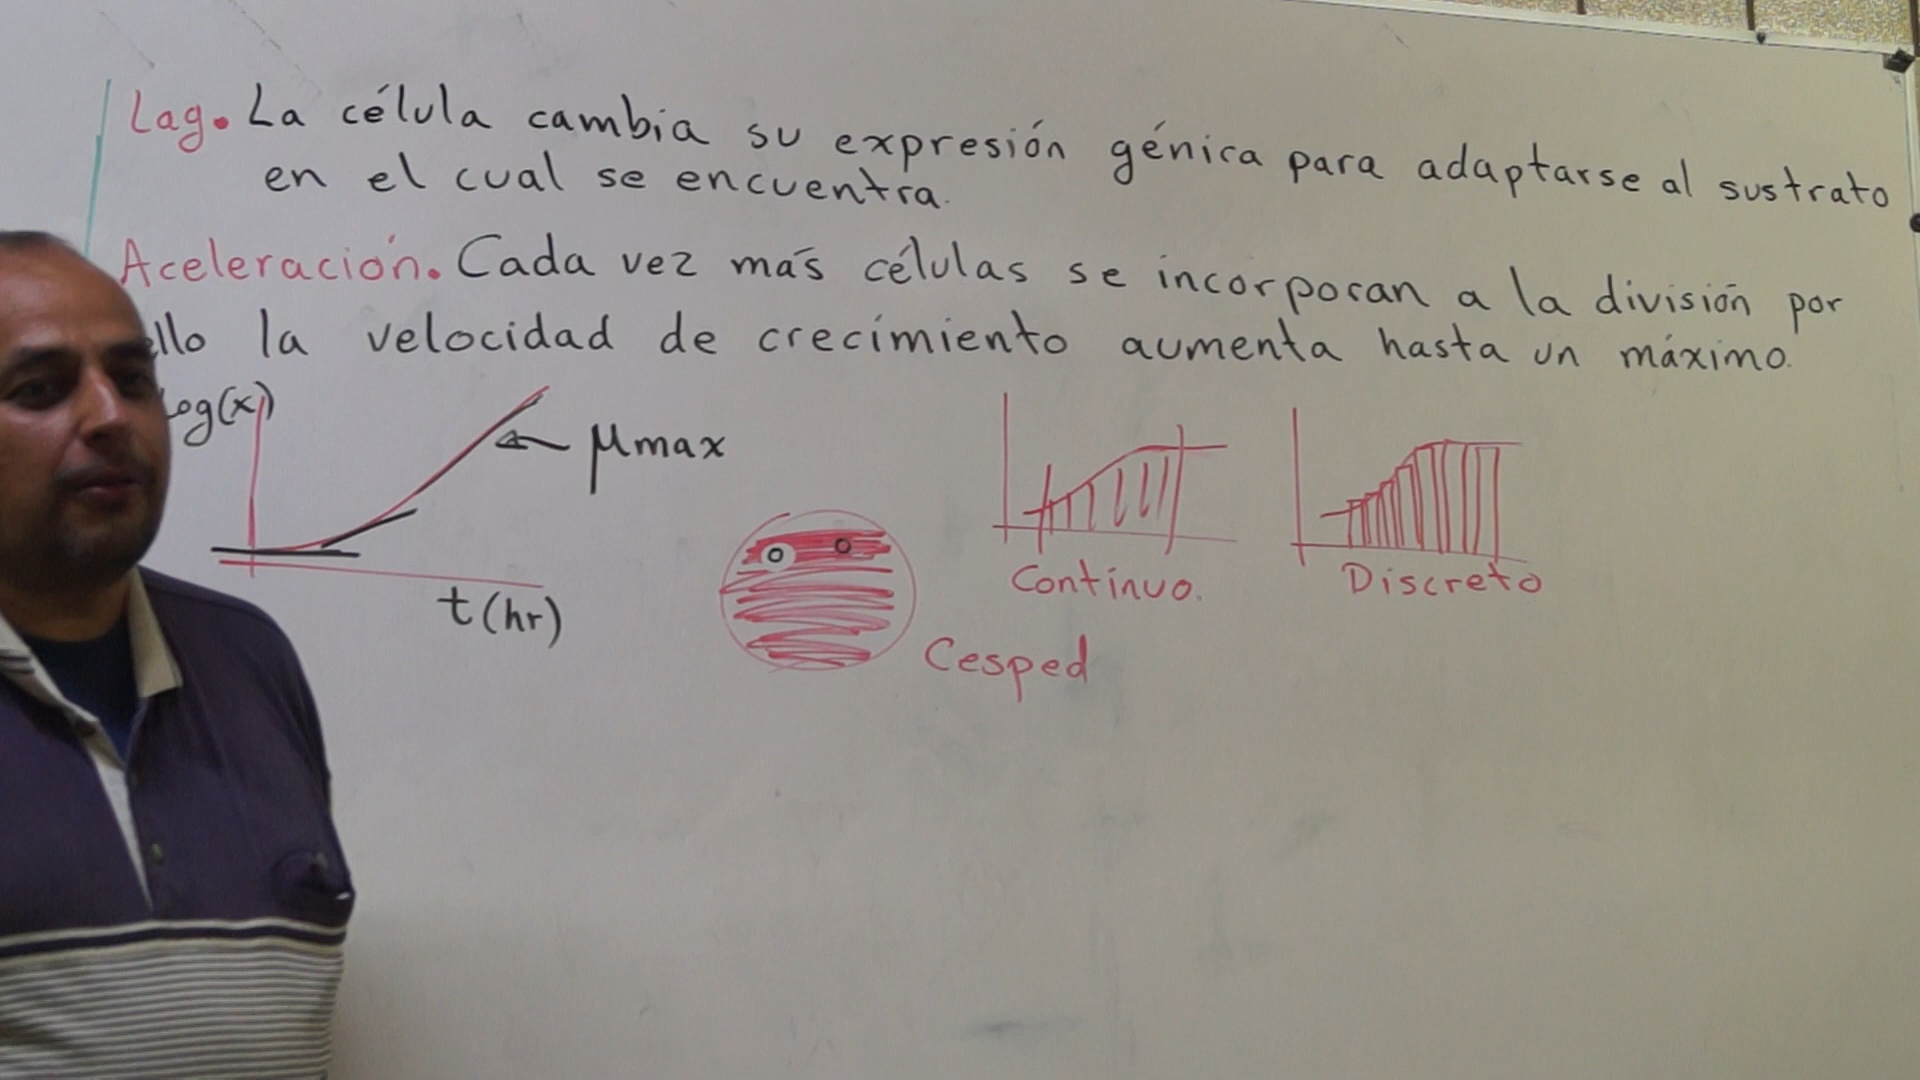 Lag. La célula cambia su expresión génica para adaptarse al sustrato
en el cual se encuentra.
Aceleración. Cada vez más células se incorporan a la división por
ello la velocidad de crecimiento aumenta hasta un máximo.
Log(x)
μmax
t(hr)
Continuo.
Discreto
Cesped